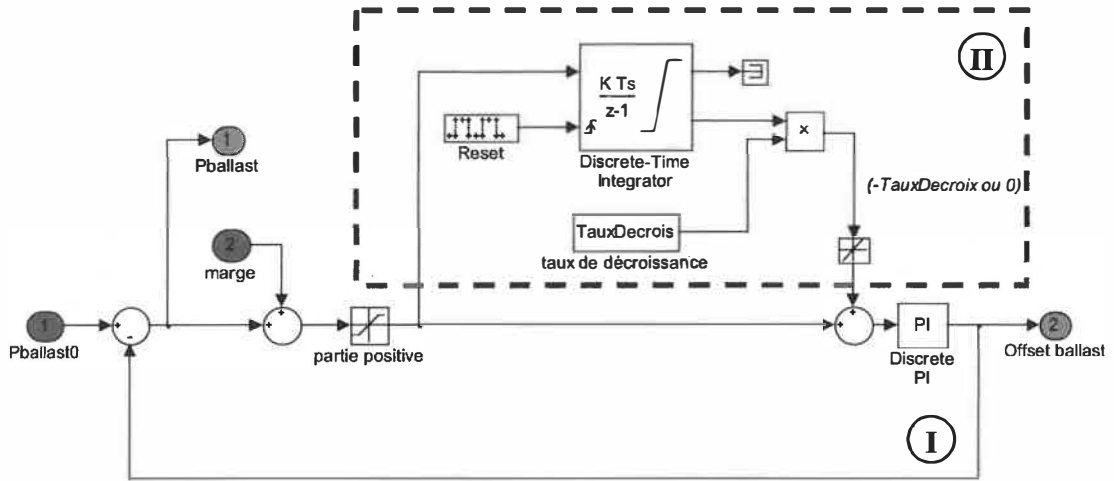 II
K Ts
z-1
Reset
Discrete-Time
Integrator
x
1
Pballast
(-TauxDecroix ou 0)
TauxDecrois
taux de décroissance
2
marge
+
+
+
-
+
+
1
Pballast0
partie positive
PI
Discrete
PI
2
Offset ballast
I